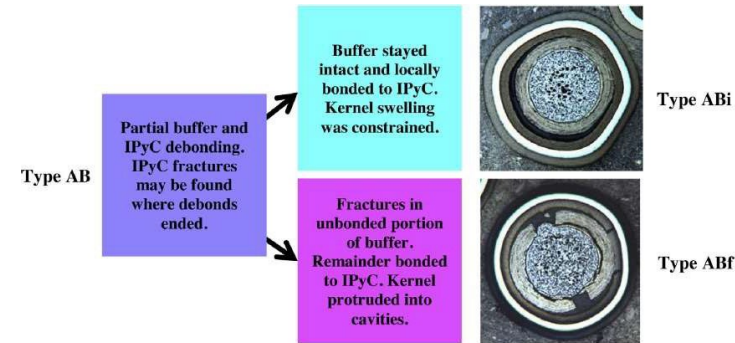 Type AB
Partial buffer and
IPyC debonding.
IPyC fractures
may be found
where debonds
ended.
Buffer stayed
intact and locally
bonded to IPyC.
Kernel swelling
was constrained.
Type ABi
Fractures in
unbonded portion
of buffer.
Remainder bonded
to IPyC. Kernel
protruded into
cavities.
Type ABf